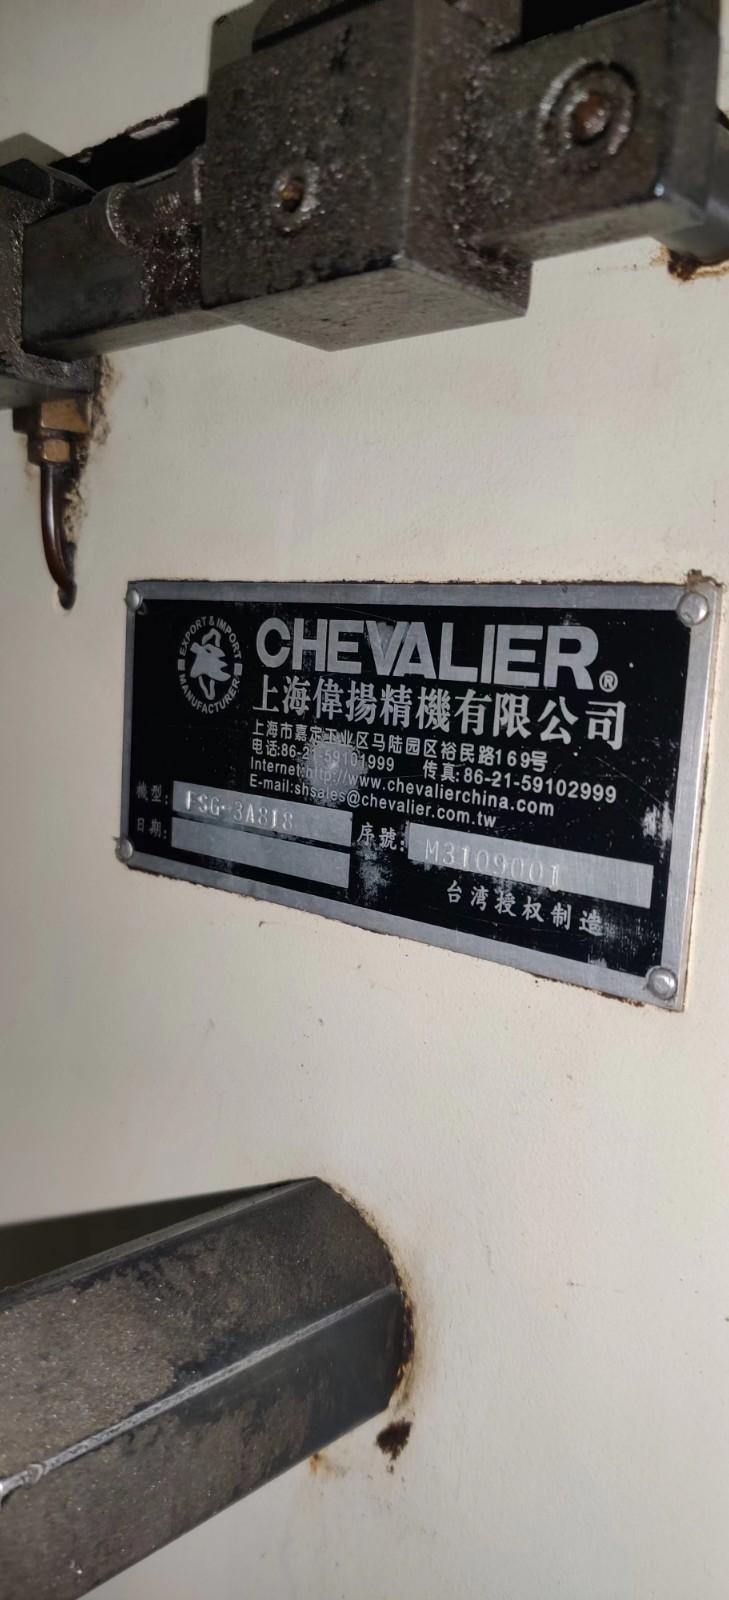 EXPORT & IMPORT
MANUFACTURER
CHEVALIER®
上海偉揚精機有限公司
上海市嘉定工业区马陆园区裕民路169号
电话:86-21-59101999 传真:86-21-59102999
Internet:http://www.chevalierchina.com
E-mail:shsales@chevalier.com.tw
機型: FSG-3A818 序號: M3109001
日期:
台湾授权制造